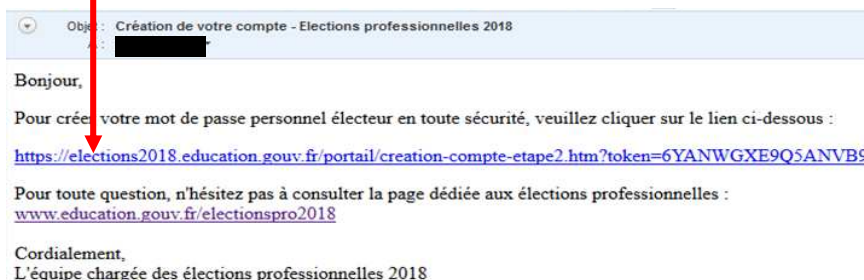 Objet : Création de votre compte - Elections professionnelles 2018
A :
Bonjour,
Pour créer votre mot de passe personnel électeur en toute sécurité, veuillez cliquer sur le lien ci-dessous :
https://elections2018.education.gouv.fr/portail/creation-compte-etape2.htm?token=6YANWGXE9Q5ANVB9
Pour toute question, n'hésitez pas à consulter la page dédiée aux élections professionnelles :
www.education.gouv.fr/electionspro2018
Cordialement,
L'équipe chargée des élections professionnelles 2018